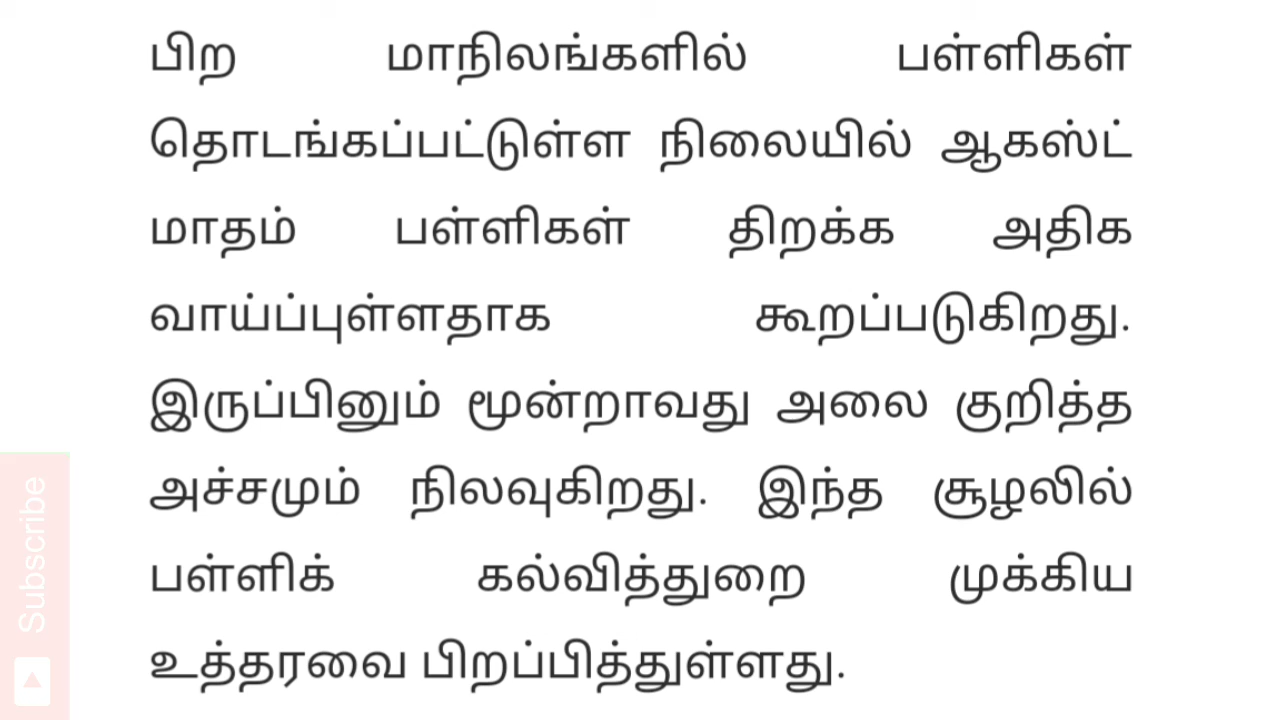 பிற மாநிலங்களில் பள்ளிகள்
தொடங்கப்பட்டுள்ள நிலையில் ஆகஸ்ட்
மாதம் பள்ளிகள் திறக்க அதிக
வாய்ப்புள்ளதாக கூறப்படுகிறது.
இருப்பினும் மூன்றாவது அலை குறித்த
அச்சமும் நிலவுகிறது. இந்த சூழலில்
பள்ளிக் கல்வித்துறை முக்கிய
உத்தரவை பிறப்பித்துள்ளது.
Subscribe